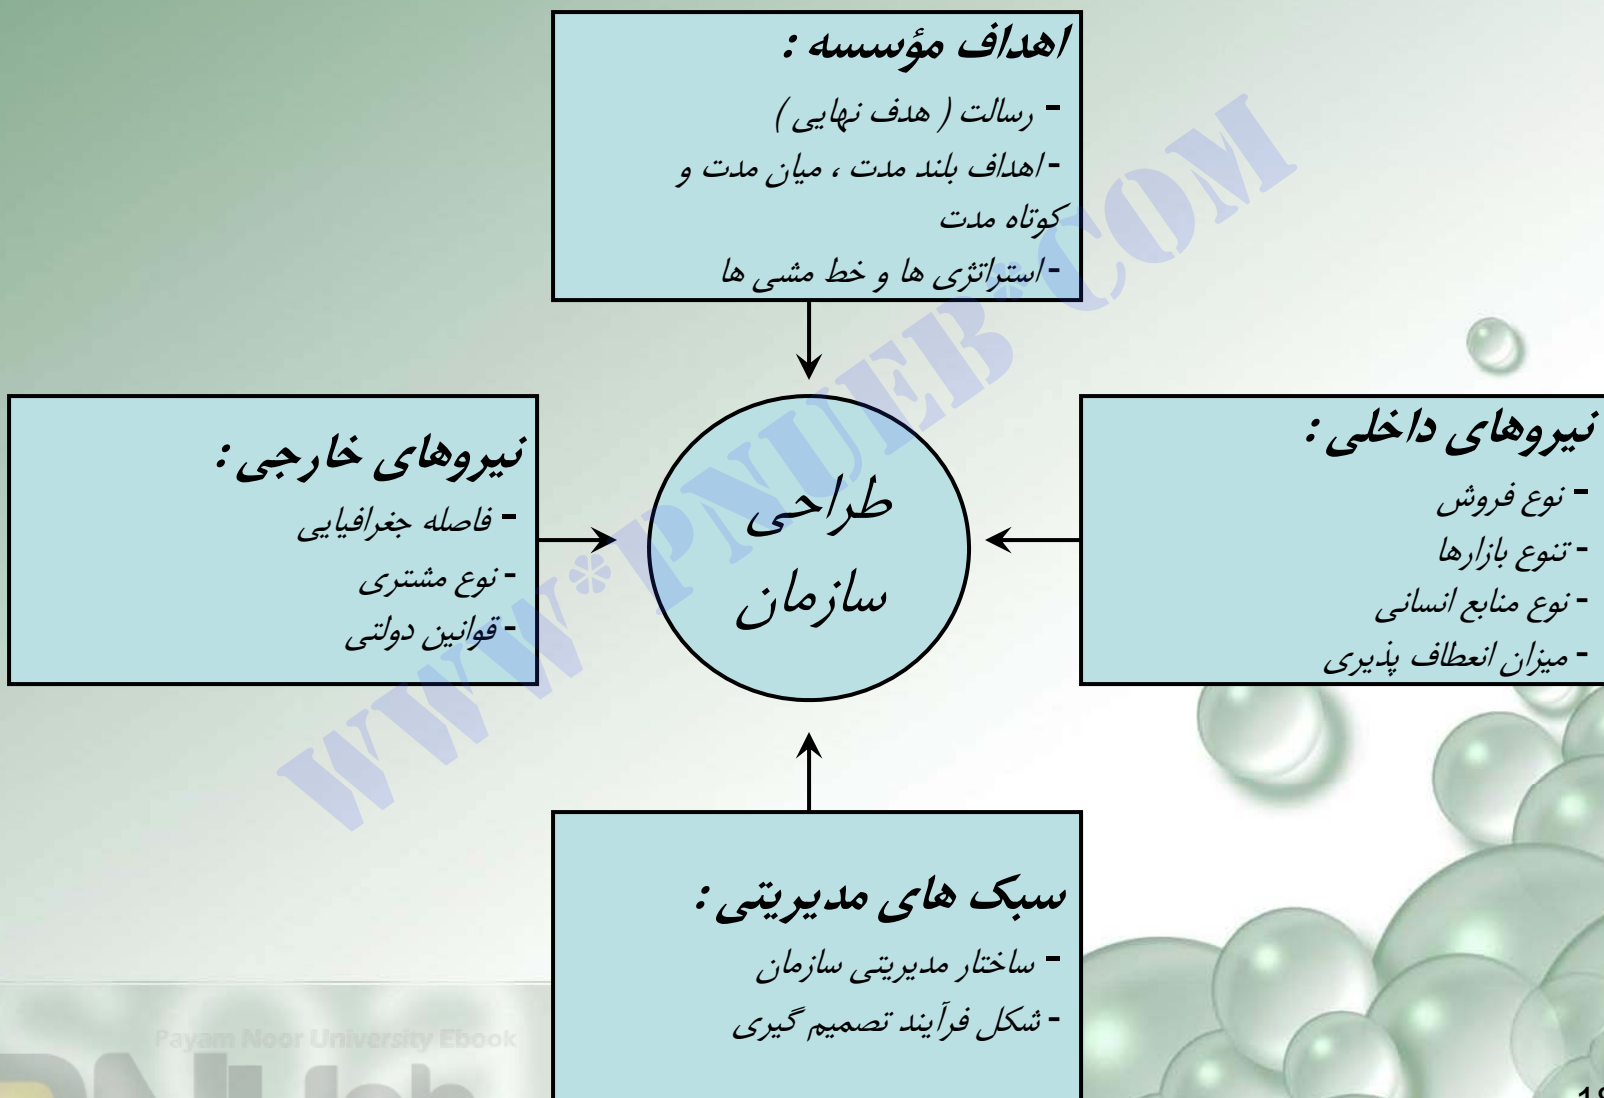 اهداف مؤسسه :
- رسالت ( هدف نهایی )
- اهداف بلند مدت ، میان مدت و
کوتاه مدت
- استراتژی ها و خط مشی ها
نیروهای داخلی :
- نوع فروش
- تنوع بازارها
- نوع منابع انسانی
- میزان انعطاف پذیری
طراحی
سازمان
نیروهای خارجی :
- فاصله جغرافیایی
- نوع مشتری
- قوانین دولتی
سبک های مدیریتی :
- ساختار مدیریتی سازمان
- شکل فرآیند تصمیم گیری
WWW*PNUEB*COM
Payam Noor University Ebook